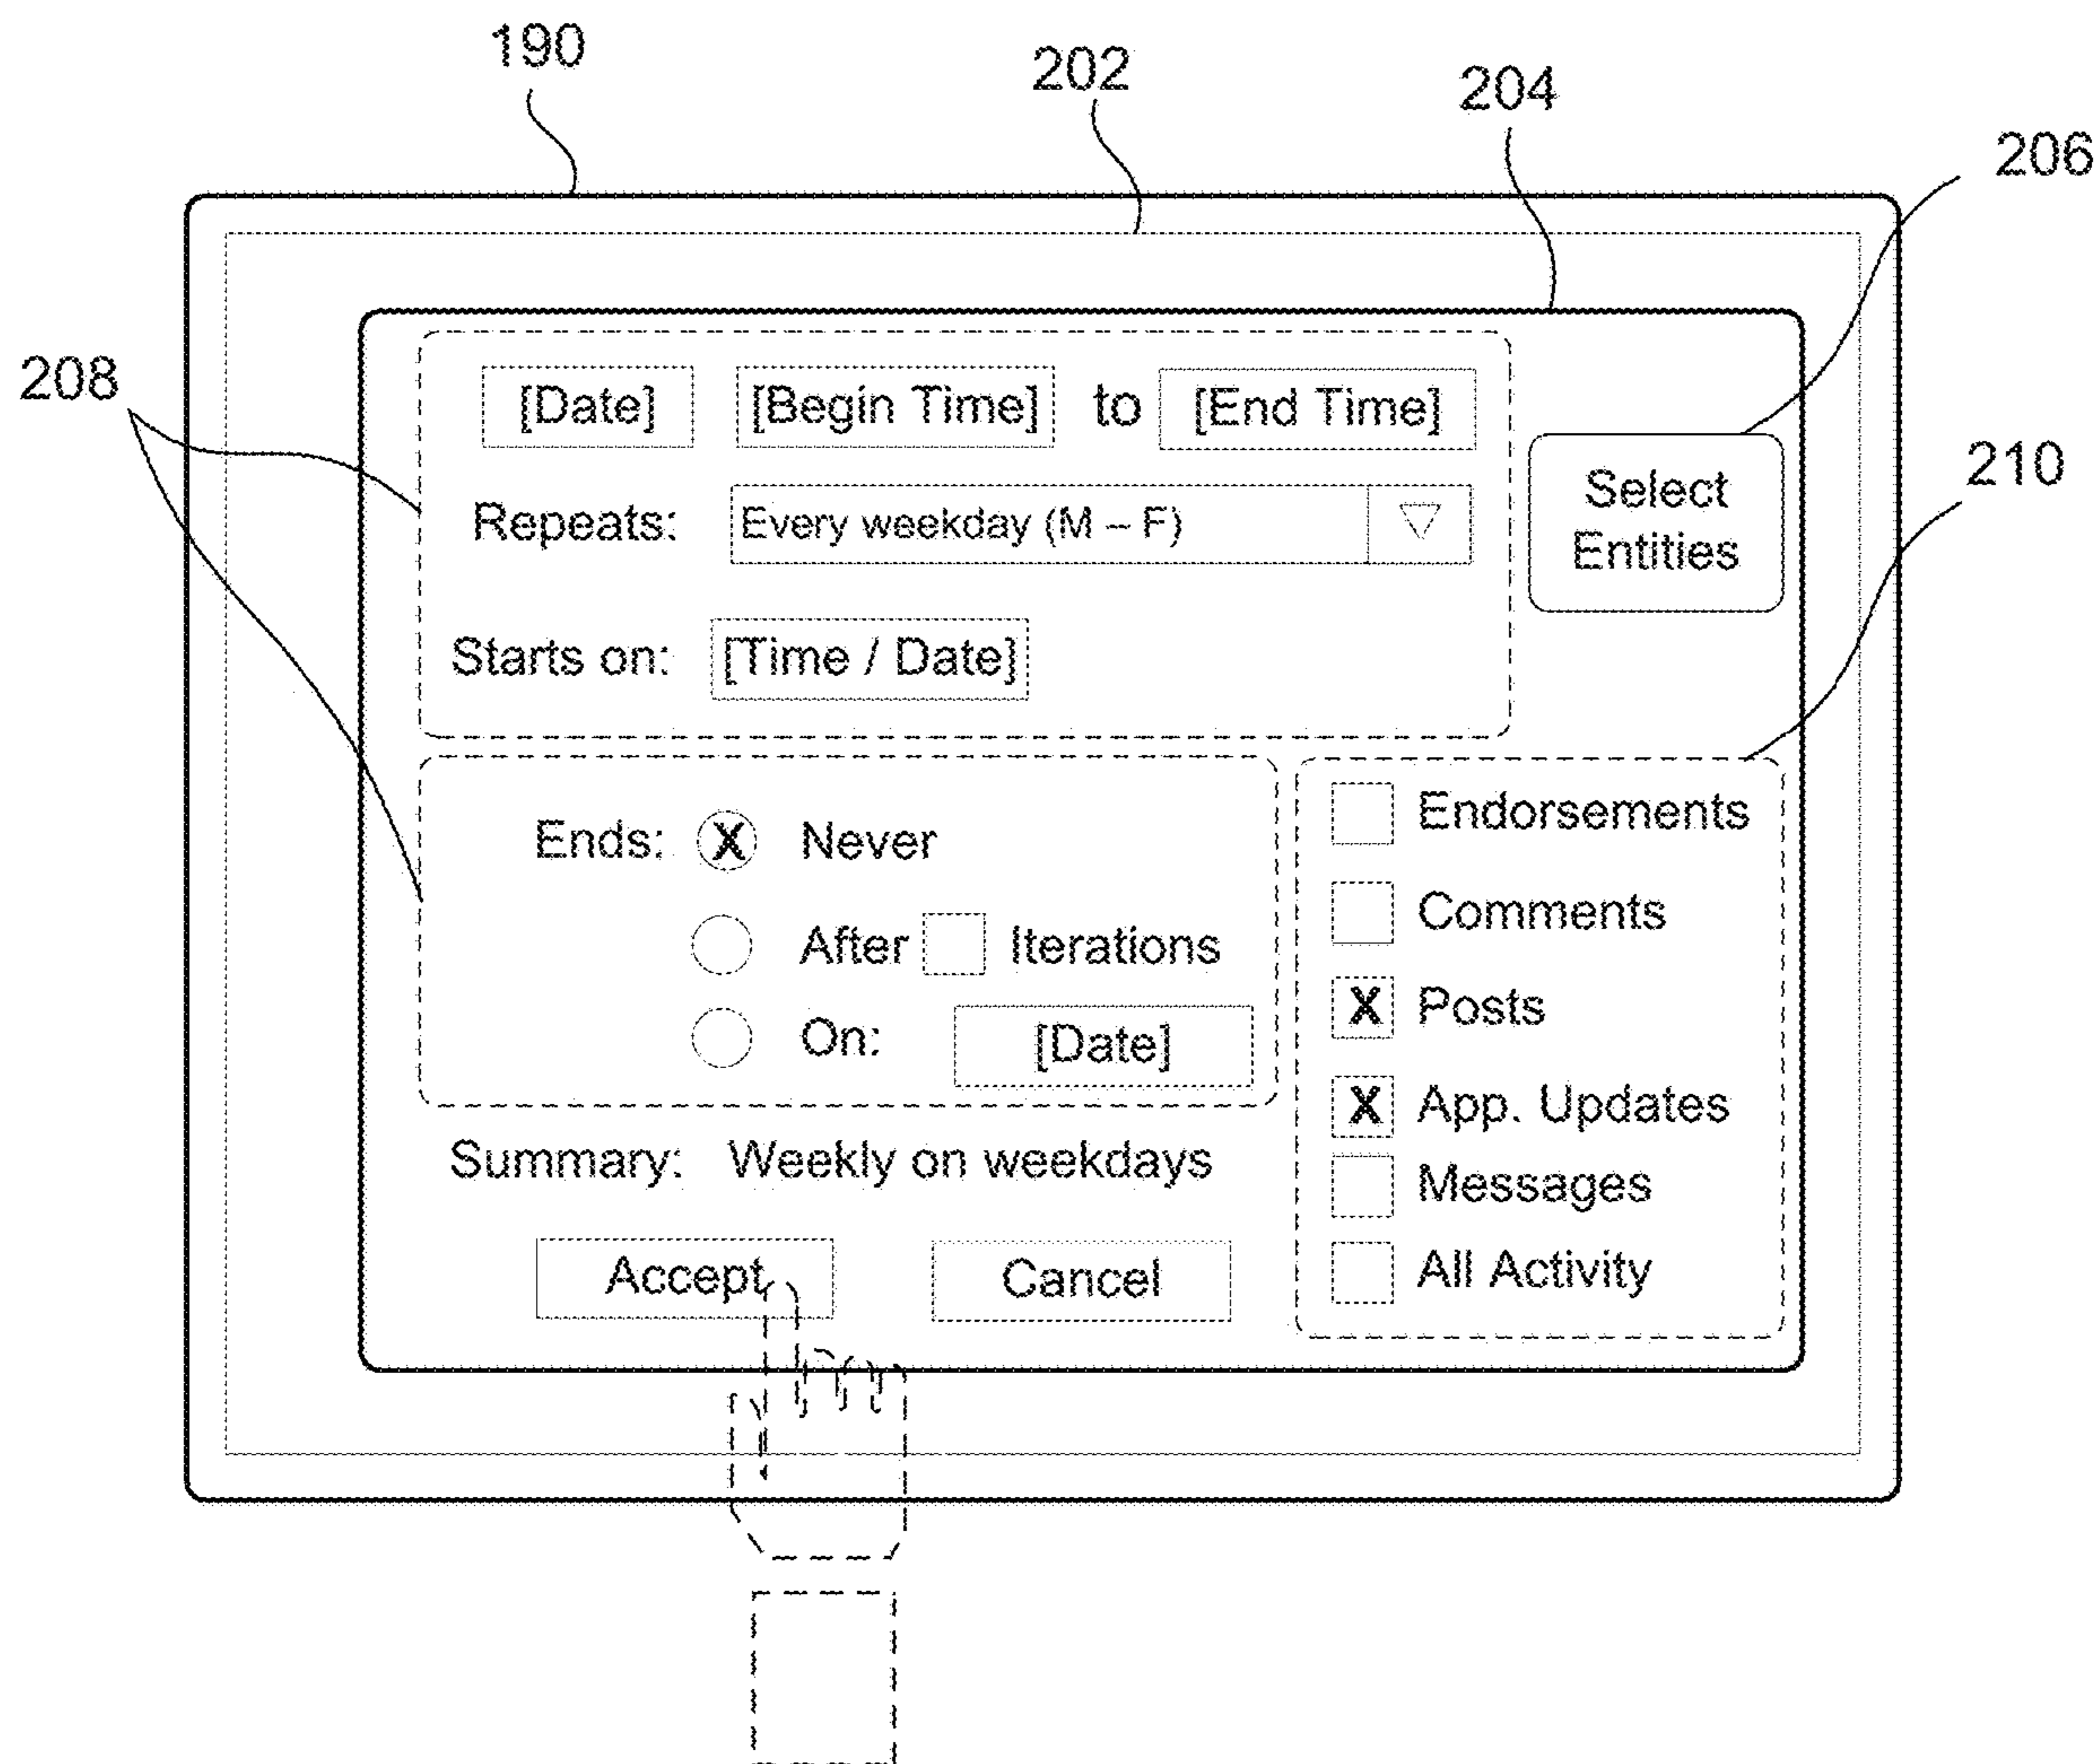 190
202
204
206
208
210
[Date] [Begin Time] to [End Time]
Repeats: Every weekday (M – F)
Select
Entities
Starts on: [Time / Date]
Ends: X Never
After Iterations
On: [Date]
Endorsements
Comments
X Posts
X App. Updates
Messages
All Activity
Summary: Weekly on weekdays
Accept Cancel